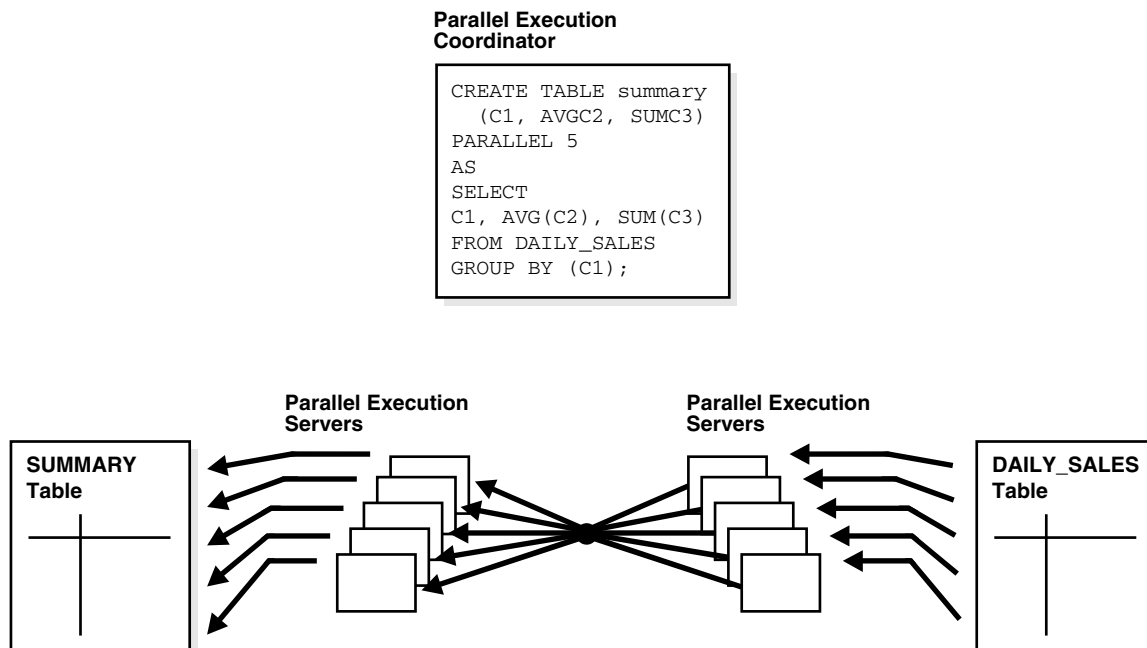 Parallel Execution
Coordinator
CREATE TABLE summary
(C1, AVGC2, SUMC3)
PARALLEL 5
AS
SELECT
C1, AVG(C2), SUM(C3)
FROM DAILY_SALES
GROUP BY (C1);
Parallel Execution
Servers
Parallel Execution
Servers
SUMMARY
Table
DAILY_SALES
Table